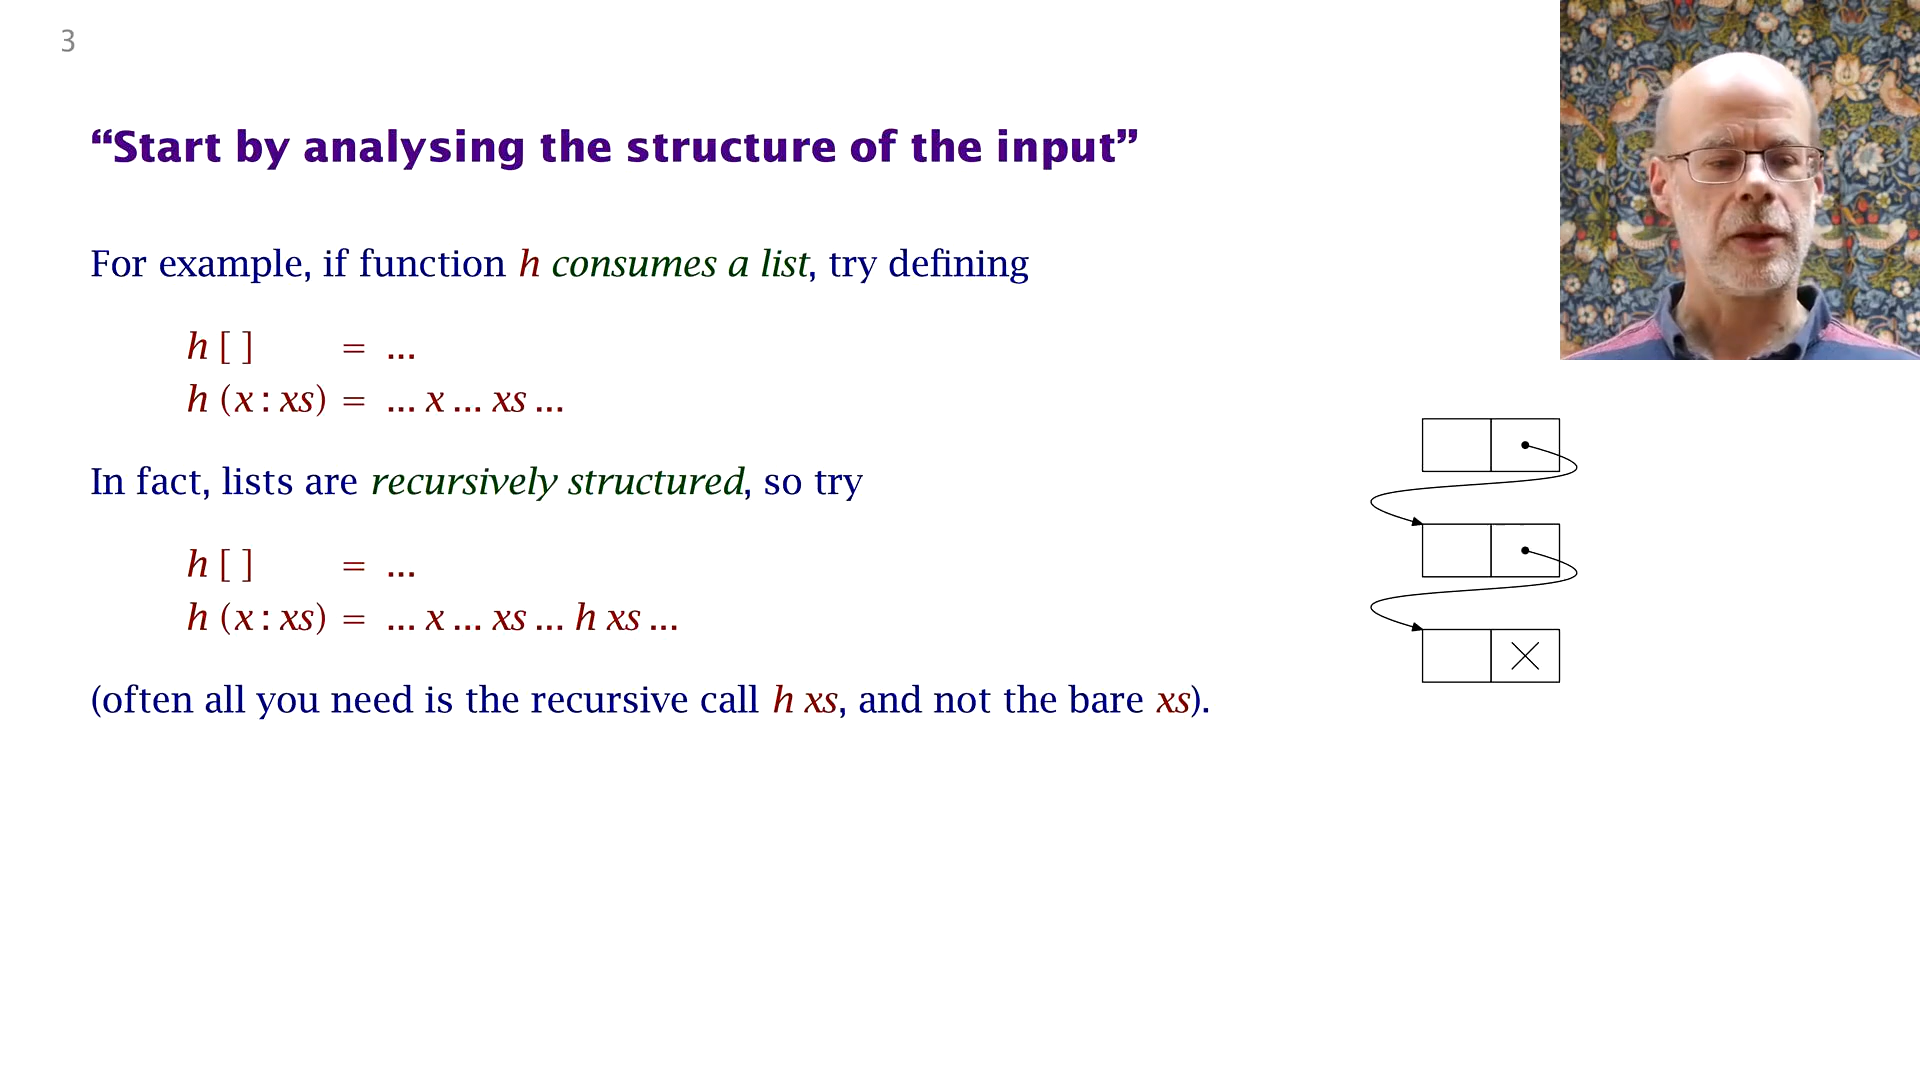 3
“Start by analysing the structure of the input”
For example, if function h consumes a list, try defining
h [ ] = ...
h (x : xs) = ... x ... xs ...
In fact, lists are recursively structured, so try
h [ ] = ...
h (x : xs) = ... x ... xs ... h xs ...
(often all you need is the recursive call h xs, and not the bare xs).